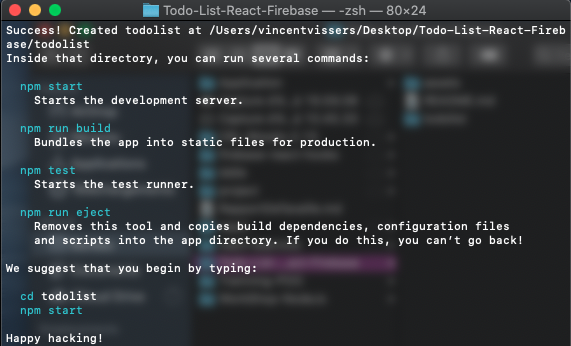 Todo-List-React-Firebase — -zsh — 80×24
Success! Created todolist at /Users/vincentvissers/Desktop/Todo-List-React-Fireb
ase/todolist
Inside that directory, you can run several commands:
npm start
Starts the development server.
npm run build
Bundles the app into static files for production.
npm test
Starts the test runner.
npm run eject
Removes this tool and copies build dependencies, configuration files
and scripts into the app directory. If you do this, you can’t go back!
We suggest that you begin by typing:
cd todolist
npm start
Happy hacking!